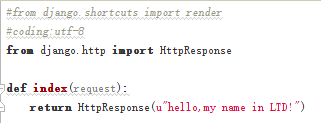 #from django.shortcuts import render
#coding:utf-8
from django.http import HttpResponse
def index(request):
return HttpResponse(u"hello,my name in LTD!")